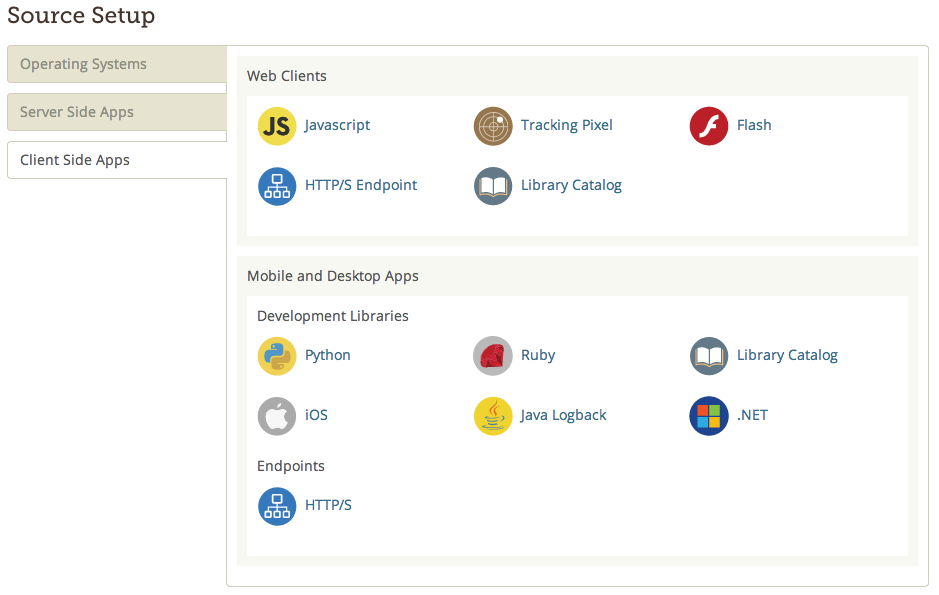 Source Setup
Operating Systems
Server Side Apps
Client Side Apps
Web Clients
JS Javascript
Tracking Pixel
Flash
HTTP/S Endpoint
Library Catalog
Mobile and Desktop Apps
Development Libraries
Python
Ruby
Library Catalog
iOS
Java Logback
.NET
Endpoints
HTTP/S